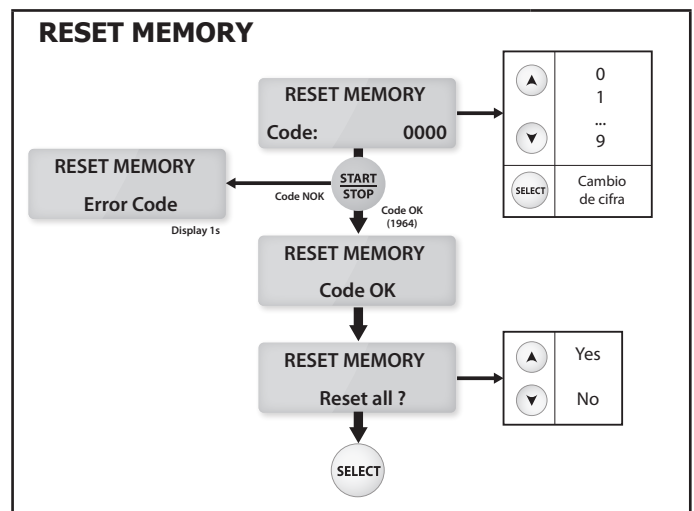 RESET MEMORY
RESET MEMORY
Code: 0000
0
1
...
9
SELECT
Cambio
de cifra
RESET MEMORY
Error Code
Display 1s
Code NOK
START
STOP
Code OK
(1964)
RESET MEMORY
Code OK
RESET MEMORY
Reset all ?
Yes
No
SELECT